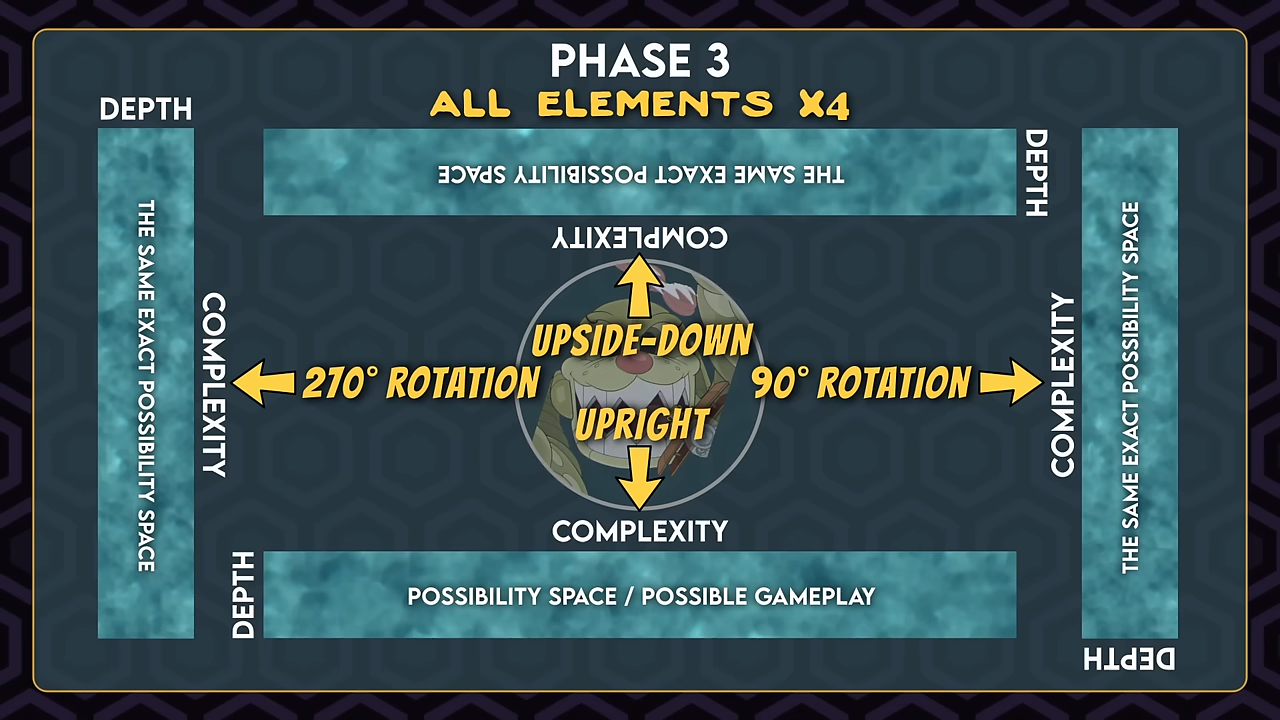 PHASE 3
ALL ELEMENTS X4
DEPTH
THE SAME EXACT POSSIBILITY SPACE
COMPLEXITY
THE SAME EXACT POSSIBILITY SPACE
DEPTH
COMPLEXITY
UPSIDE-DOWN
270° ROTATION
90° ROTATION
UPRIGHT
COMPLEXITY
THE SAME EXACT POSSIBILITY SPACE
DEPTH
COMPLEXITY
DEPTH
POSSIBILITY SPACE / POSSIBLE GAMEPLAY